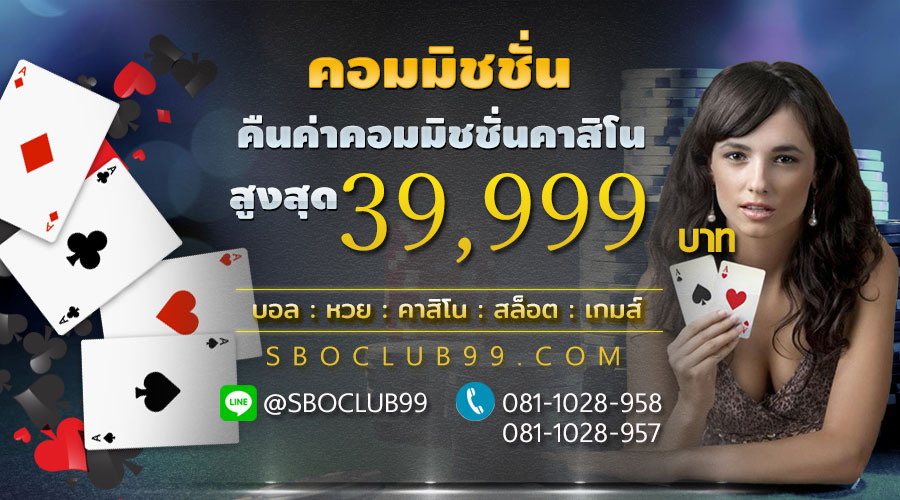 คอมมิชชั่น
คืนค่าคอมมิชชั่นคาสิโน
สูงสุด 39,999 บาท
บอล : หวย : คาสิโน : สล็อต : เกมส์
SBOCLUB99.COM
LINE @SBOCLUB99 081-1028-958
081-1028-957
A
A
A
A
A
A
A
A
A